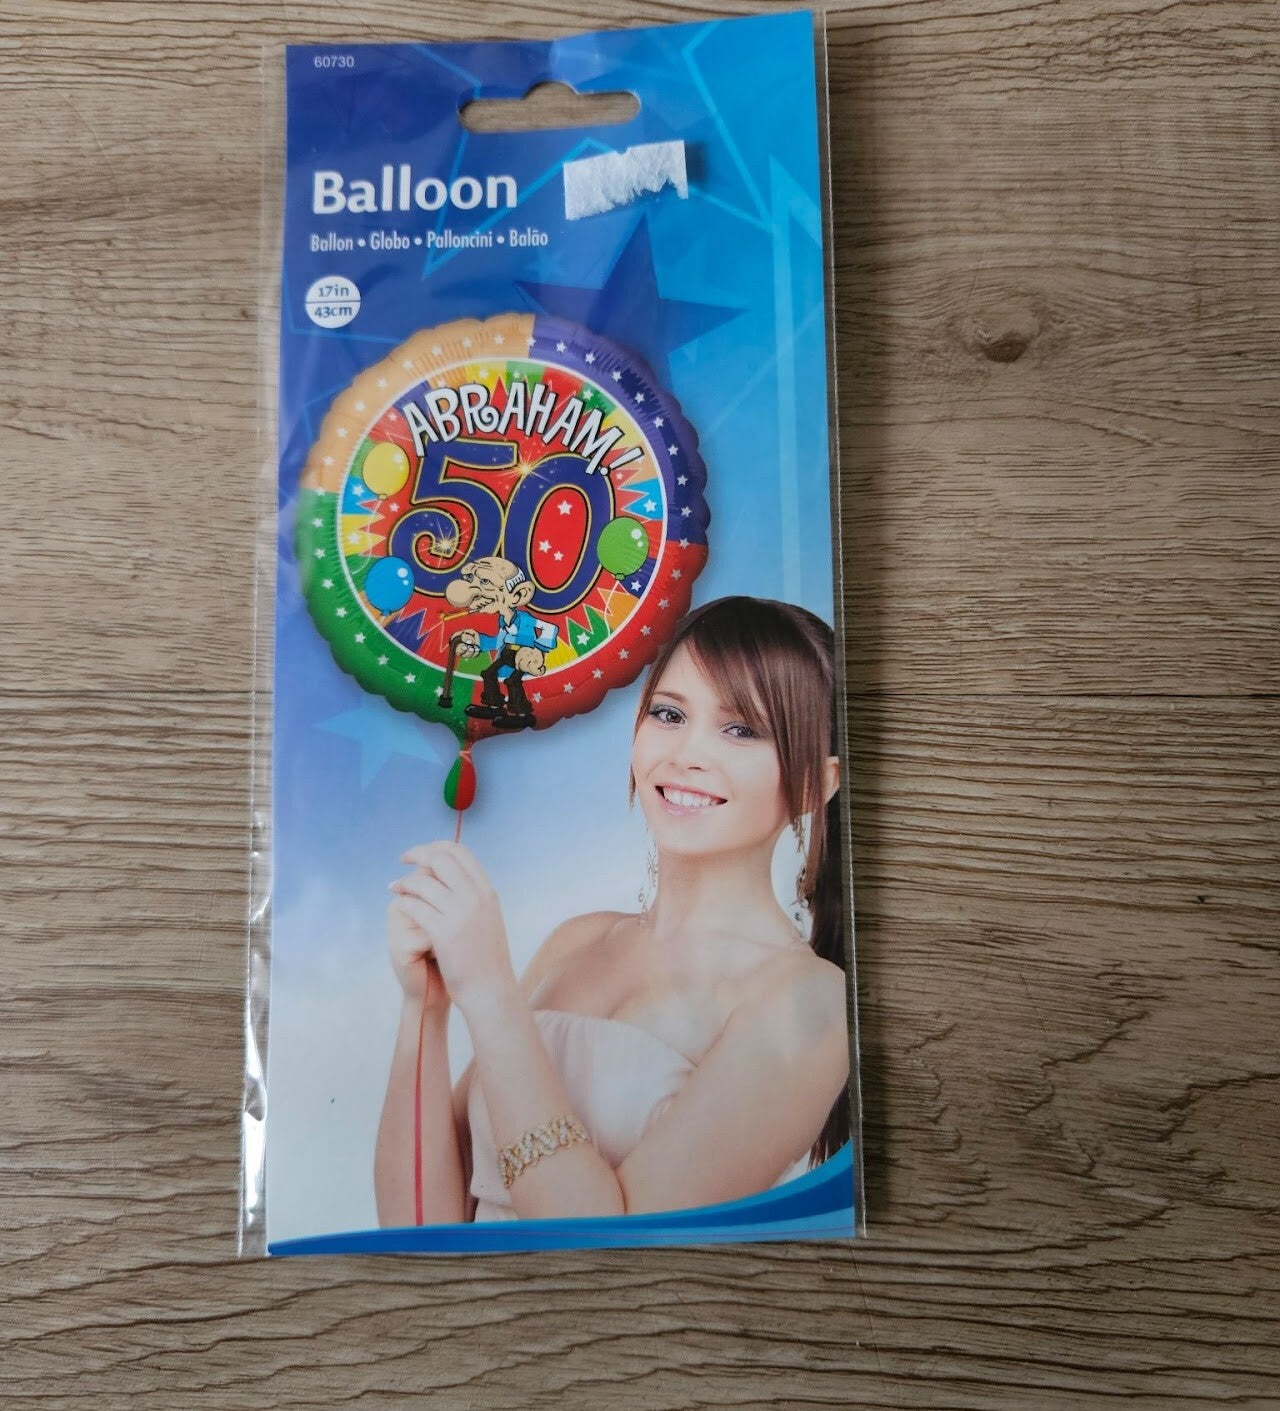 60730
Balloon
Ballon • Globo • Palloncini • Balão
17in
43cm
ABRAHAM!
50